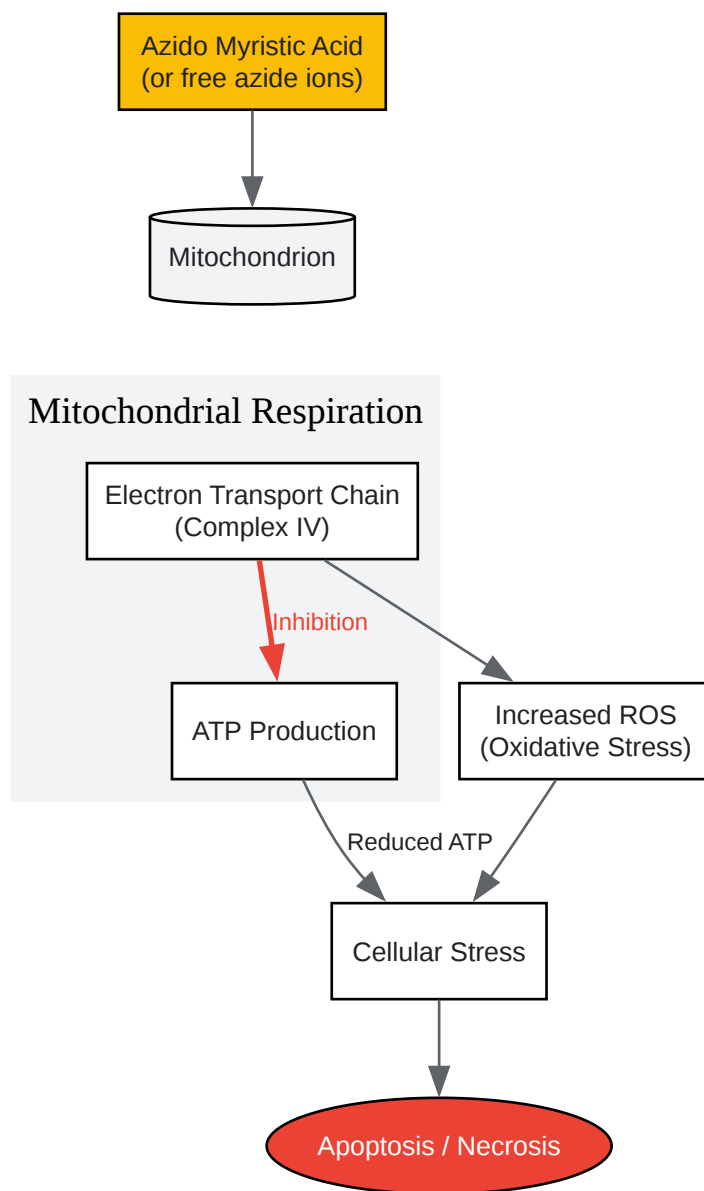 Azido Myristic Acid
(or free azide ions)
Mitochondrion
Mitochondrial Respiration
Electron Transport Chain
(Complex IV)
Inhibition
ATP Production
Increased ROS
(Oxidative Stress)
Reduced ATP
Cellular Stress
Apoptosis / Necrosis